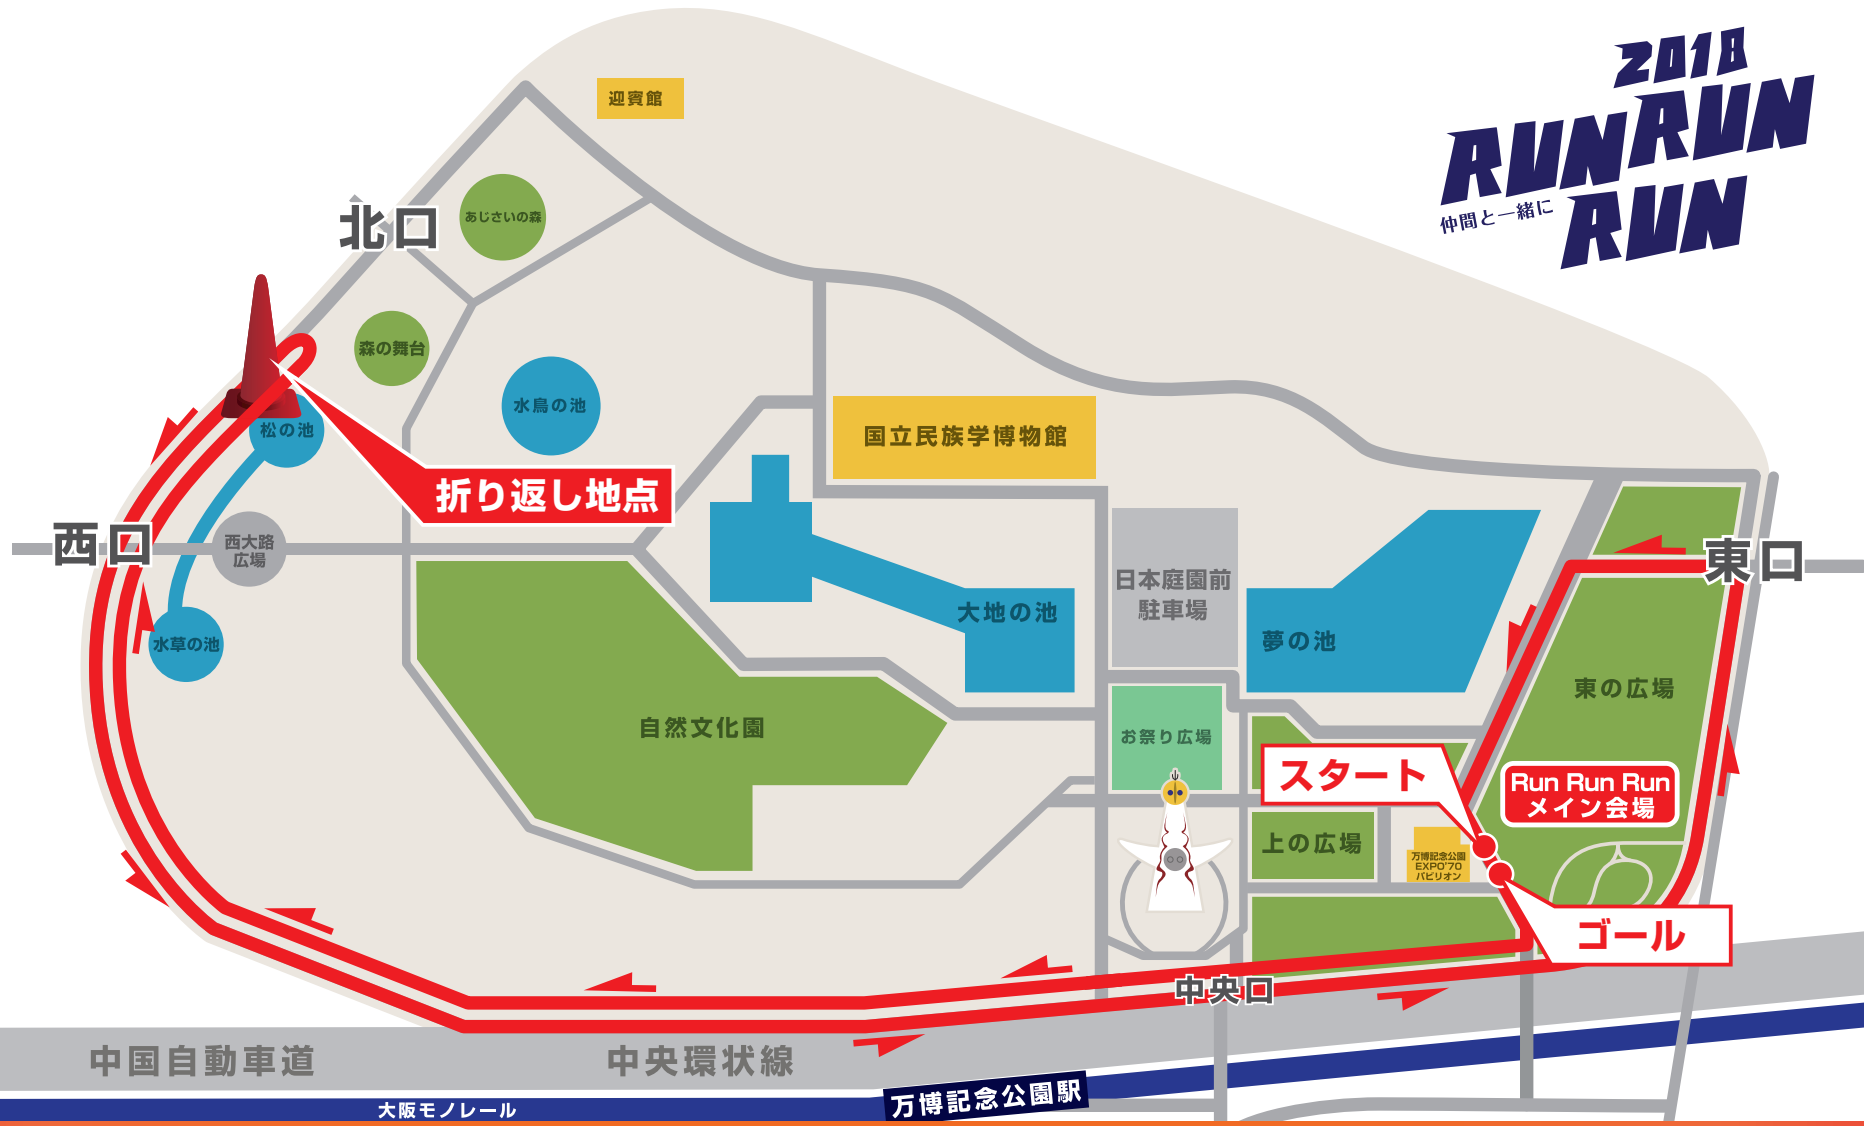 2018
RUN RUN
RUN
仲間と一緒に
迎賓館
北口
あじさいの森
森の舞台
水鳥の池
松の池
折り返し地点
国立民族学博物館
西口
西大路
広場
水草の池
大地の池
日本庭園前
駐車場
夢の池
東口
東の広場
自然文化園
お祭り広場
スタート
Run Run Run
メイン会場
上の広場
万博記念公園
EXPO'70
パビリオン
ゴール
中央口
中国自動車道
中央環状線
万博記念公園駅
大阪モノレール